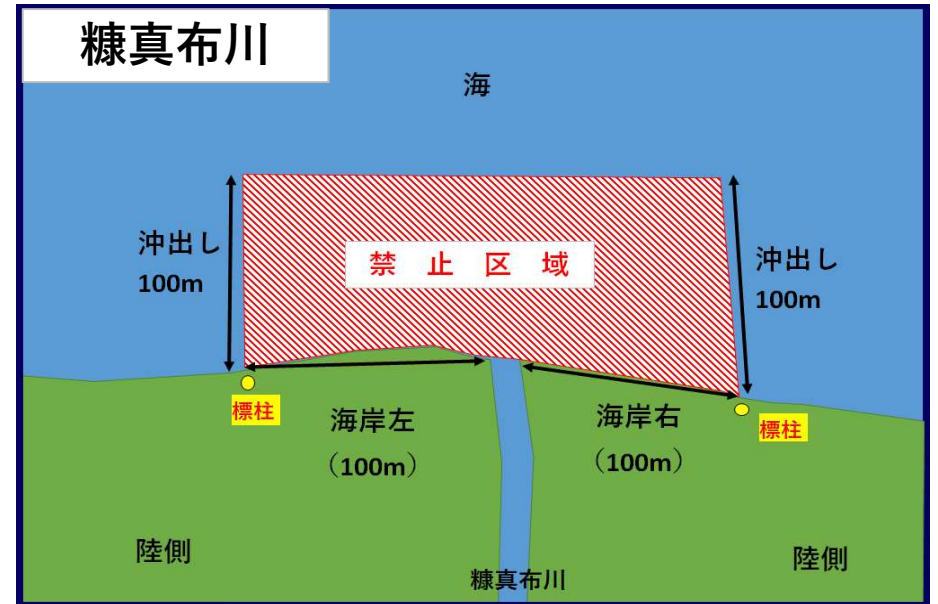 糠真布川
海
沖出し
100m
禁止区域
沖出し
100m
標柱
海岸左
（100m）
海岸右
（100m）
標柱
陸側
糠真布川
陸側